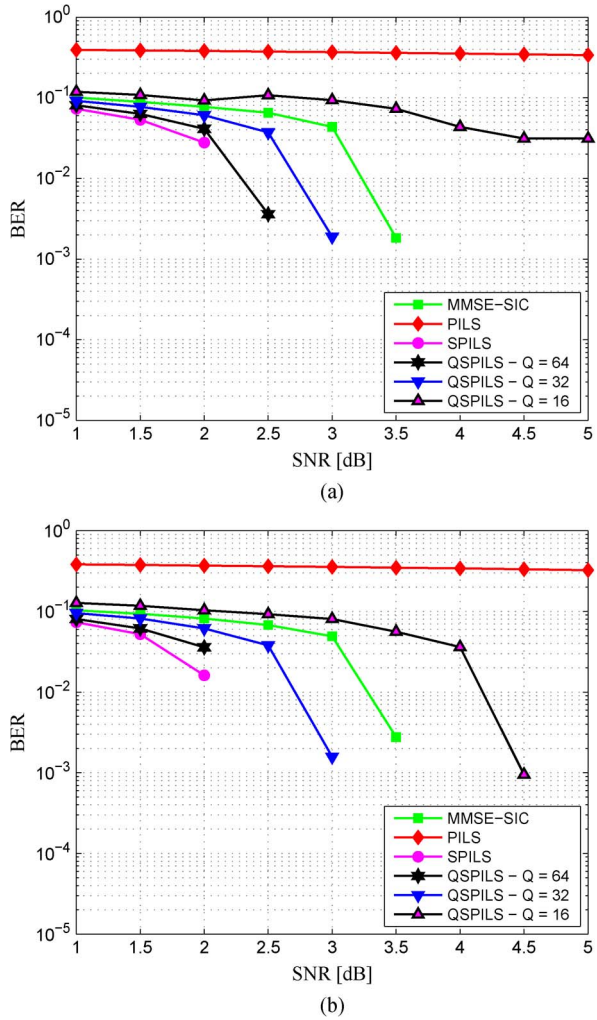 10^0
10^-1
10^-2
10^-3
10^-4
10^-5
BER
1 1.5 2 2.5 3 3.5 4 4.5 5
SNR [dB]
MMSE−SIC
PILS
SPILS
QSPILS − Q = 64
QSPILS − Q = 32
QSPILS − Q = 16
(a)
10^0
10^-1
10^-2
10^-3
10^-4
10^-5
BER
1 1.5 2 2.5 3 3.5 4 4.5 5
SNR [dB]
MMSE−SIC
PILS
SPILS
QSPILS − Q = 64
QSPILS − Q = 32
QSPILS − Q = 16
(b)